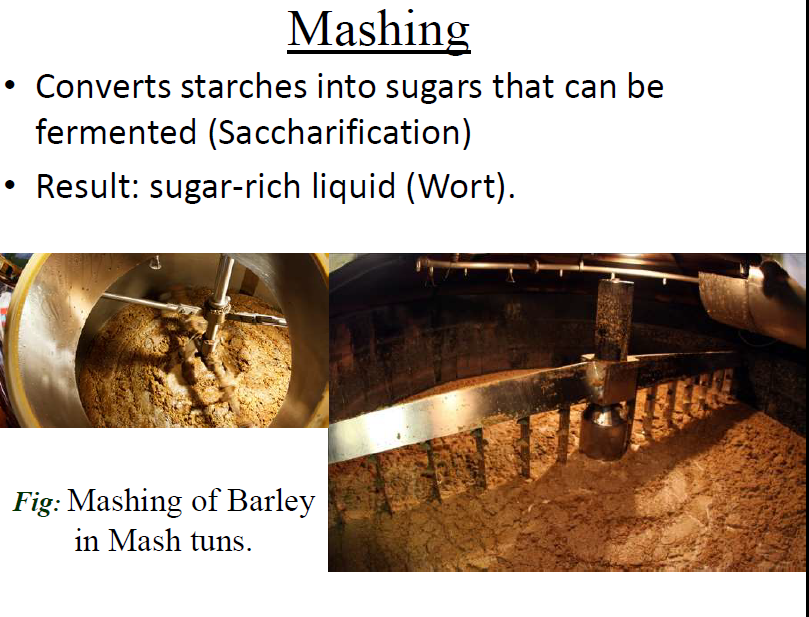 Mashing
• Converts starches into sugars that can be
fermented (Saccharification)
• Result: sugar-rich liquid (Wort).
Fig: Mashing of Barley
in Mash tuns.